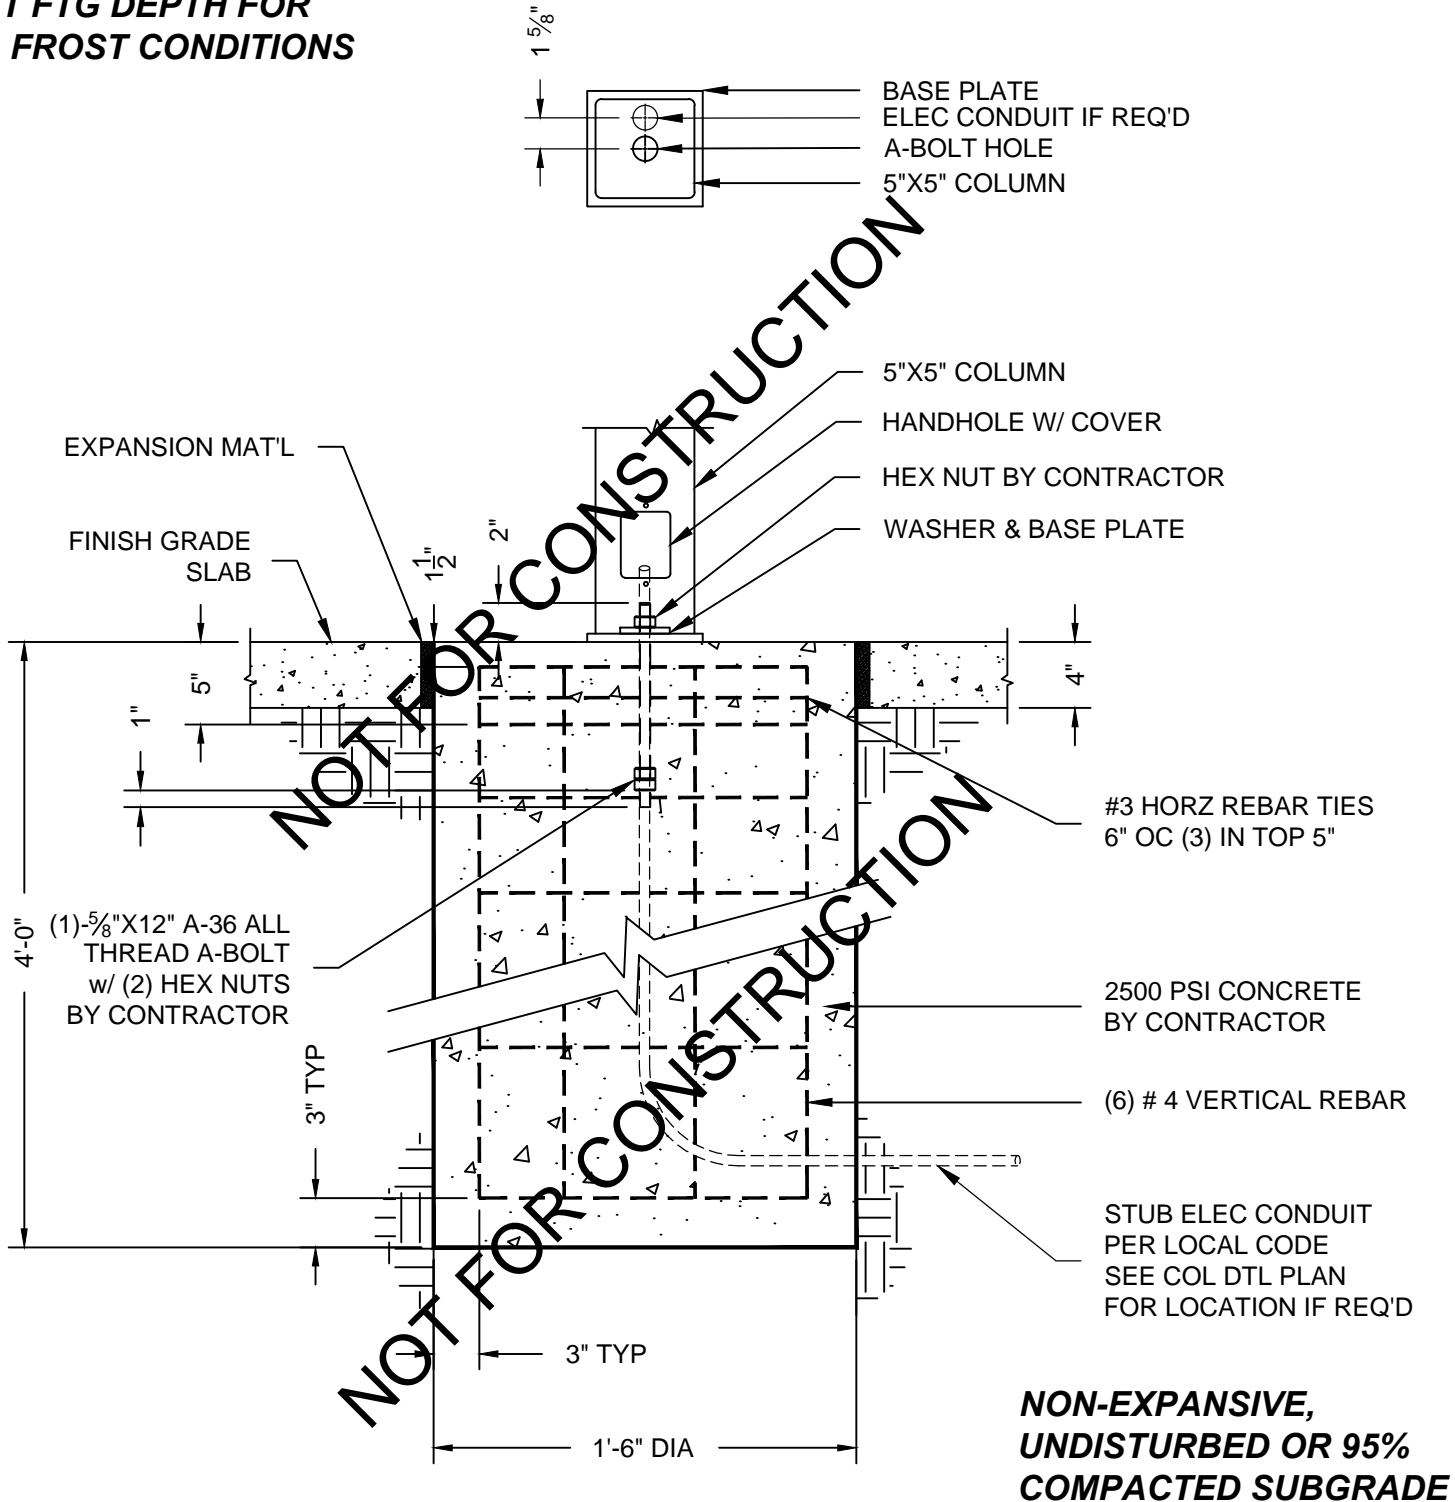 FTG DEPTH FOR
FROST CONDITIONS
1 5/8"
BASE PLATE
ELEC CONDUIT IF REQ'D
A-BOLT HOLE
5"X5" COLUMN
NOT FOR CONSTRUCTION
5"X5" COLUMN
HANDHOLE W/ COVER
HEX NUT BY CONTRACTOR
WASHER & BASE PLATE
EXPANSION MAT'L
FINISH GRADE
SLAB
1 1/2"
2"
5"
1"
4"
4'-0"
#3 HORZ REBAR TIES
6" OC (3) IN TOP 5"
(1)-5/8"X12" A-36 ALL
THREAD A-BOLT
w/ (2) HEX NUTS
BY CONTRACTOR
2500 PSI CONCRETE
BY CONTRACTOR
(6) # 4 VERTICAL REBAR
3" TYP
NOT FOR CONSTRUCTION
STUB ELEC CONDUIT
PER LOCAL CODE
SEE COL DTL PLAN
FOR LOCATION IF REQ'D
3" TYP
1'-6" DIA
NON-EXPANSIVE,
UNDISTURBED OR 95%
COMPACTED SUBGRADE